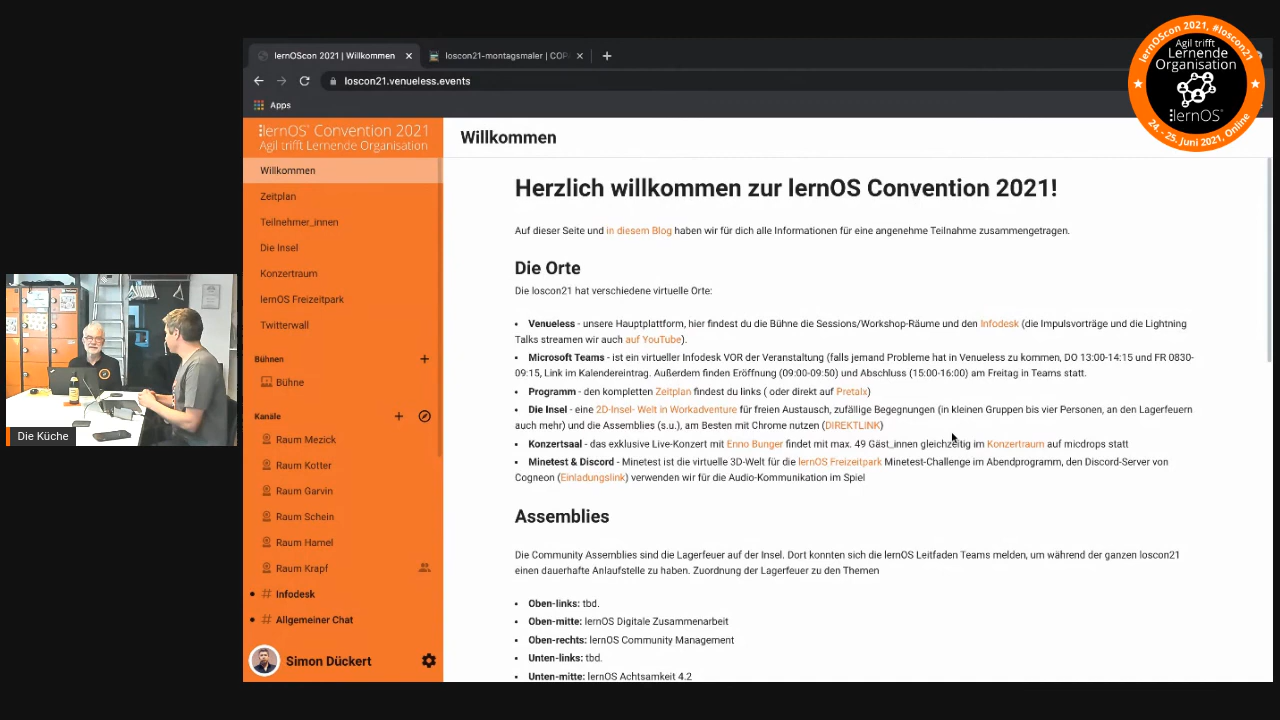 lernOScon 2021 | Willkommen
loscon21-montagsmaler | COP
loscon21.venueless.events
Apps
lernOScon 2021, #loscon21
Agil trifft
Lernende
Organisation
lernOS
24. - 25. Juni 2021, Online
lernOS Convention 2021
Agil trifft Lernende Organisation
Willkommen
Zeitplan
Teilnehmer_innen
Die Insel
Konzertraum
lernOS Freizeitpark
Twitterwall
Bühnen
Bühne
Kanäle
Raum Mezick
Raum Kotter
Raum Garvin
Raum Schein
Raum Hamel
Raum Krapf
# Infodesk
# Allgemeiner Chat
Simon Dückert
Die Küche
Willkommen
Herzlich willkommen zur lernOS Convention 2021!
Auf dieser Seite und in diesem Blog haben wir für dich alle Informationen für eine angenehme Teilnahme zusammengetragen.
Die Orte
Die loscon21 hat verschiedene virtuelle Orte:
Venueless - unsere Hauptplattform, hier findest du die Bühne die Sessions/Workshop-Räume und den Infodesk (die Impulsvorträge und die Lightning
Talks streamen wir auch auf YouTube).
Microsoft Teams - ist ein virtueller Infodesk VOR der Veranstaltung (falls jemand Probleme hat in Venueless zu kommen, DO 13:00-14:15 und FR 0830-
09:15, Link im Kalendereintrag. Außerdem finden Eröffnung (09:00-09:50) und Abschluss (15:00-16:00) am Freitag in Teams statt.
Programm - den kompletten Zeitplan findest du links ( oder direkt auf Pretalx)
Die Insel - eine 2D-Insel- Welt in Workadventure für freien Austausch, zufällige Begegnungen (in kleinen Gruppen bis vier Personen, an den Lagerfeuern
auch mehr) und die Assemblies (s.u.), am Besten mit Chrome nutzen (DIREKTLINK)
Konzertsaal - das exklusive Live-Konzert mit Enno Bunger findet mit max. 49 Gäst_innen gleichzeitig im Konzertraum auf micdrops statt
Minetest & Discord - Minetest ist die virtuelle 3D-Welt für die lernOS Freizeitpark Minetest-Challenge im Abendprogramm, den Discord-Server von
Cogneon (Einladungslink) verwenden wir für die Audio-Kommunikation im Spiel
Assemblies
Die Community Assemblies sind die Lagerfeuer auf der Insel. Dort konnten sich die lernOS Leitfaden Teams melden, um während der ganzen loscon21
einen dauerhafte Anlaufstelle zu haben. Zuordnung der Lagerfeuer zu den Themen
Oben-links: tbd.
Oben-mitte: lernOS Digitale Zusammenarbeit
Oben-rechts: lernOS Community Management
Unten-links: tbd.
Unten-mitte: lernOS Achtsamkeit 4.2